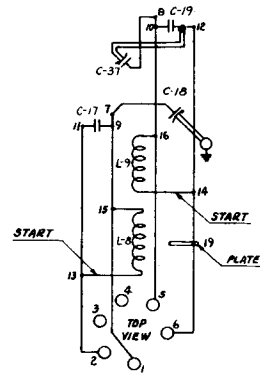 8 C-19
10 12
C-37
C-18
C-17 7
11 9
16
L-9
14
START
15
START
L-8
19
PLATE
13
4
3 5
TOP
VIEW
6
2
1